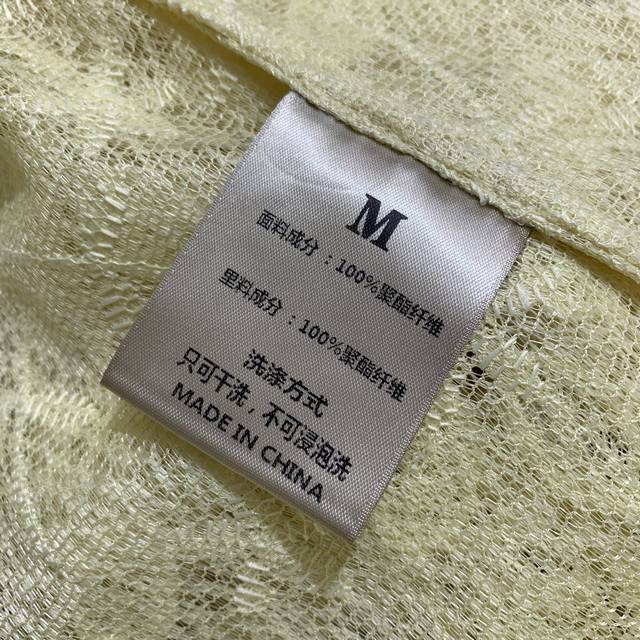 M
面料成分：100%聚酯纤维
里料成分：100%聚酯纤维
洗涤方式
只可干洗，不可浸泡洗
MADE IN CHINA